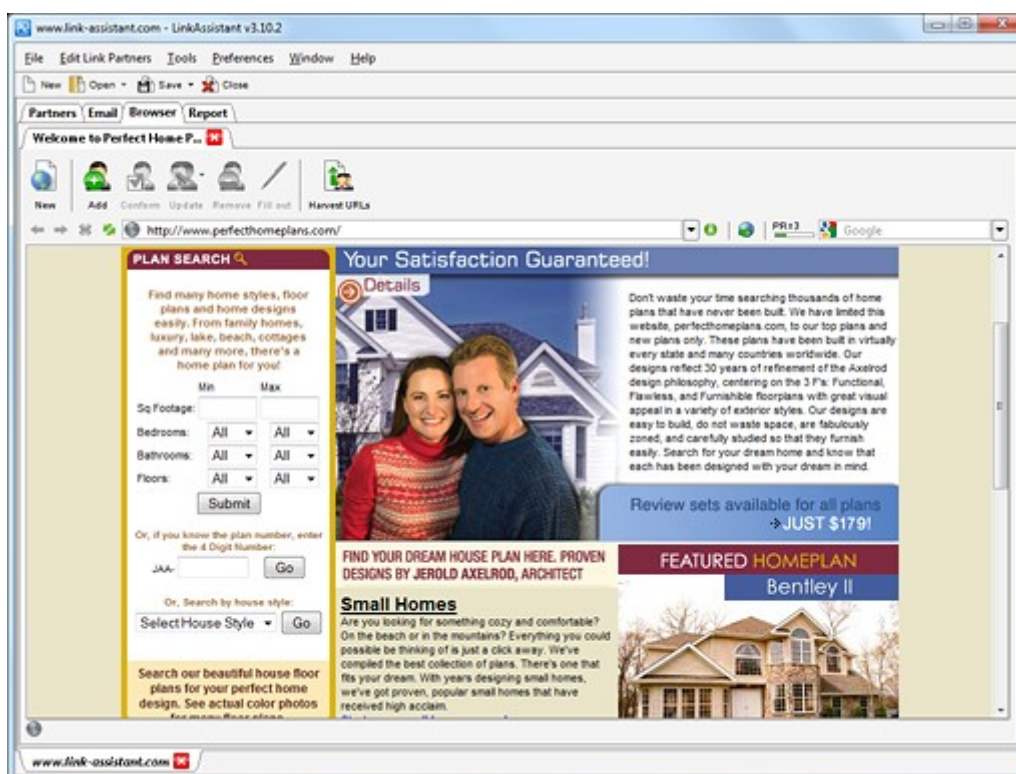 www.link-assistant.com - LinkAssistant v3.10.2
File Edit Link Partners Tools Preferences Window Help
New Open Save Close
Partners Email Browser Report
Welcome to Perfect Home P...
New Add Confirm Update Remove Fill out Harvest URLs
http://www.perfecthomeplans.com/ PR:3 Google
PLAN SEARCH
Find many home styles, floor
plans and home designs
easily. From family homes,
luxury, lake, beach, cottages
and many more, there's a
home plan for you!
Min Max
Sq Footage:
Bedrooms: All All
Bathrooms: All All
Floors: All All
Submit
Or, if you know the plan number, enter
the 4 Digit Number:
JAA- Go
Or, Search by house style:
Select House Style Go
Search our beautiful house floor
plans for your perfect home
design. See actual color photos
for many floor plans
Your Satisfaction Guaranteed!
Details
Don't waste your time searching thousands of home
plans that have never been built. We have limited this
website, perfecthomeplans.com, to our top plans and
new plans only. These plans have been built in virtually
every state and many countries worldwide. Our
designs reflect 30 years of refinement of the Axelrod
design philosophy, centering on the 3 F's: Functional,
Flawless, and Furnishible floorplans with great visual
appeal in a variety of exterior styles. Our designs are
easy to build, do not waste space, are fabulously
zoned, and carefully studied so that they furnish
easily. Search for your dream home and know that
each has been designed with your dream in mind.
Review sets available for all plans
JUST $179!
FIND YOUR DREAM HOUSE PLAN HERE. PROVEN
DESIGNS BY JEROLD AXELROD, ARCHITECT
Small Homes
Are you looking for something cozy and comfortable?
On the beach or in the mountains? Everything you could
possible be thinking of is just a click away. We've
compiled the best collection of plans. There's one that
fits your dream. With years designing small homes,
we've got proven, popular small homes that have
received high acclaim.
FEATURED HOMEPLAN
Bentley II
www.link-assistant.com